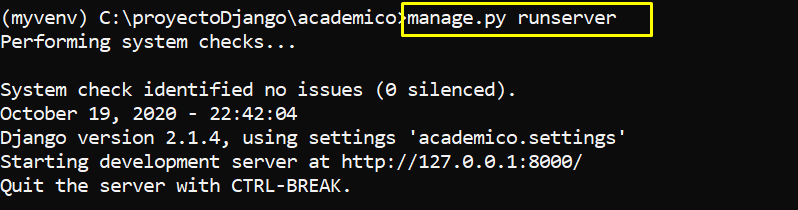 (myvenv) C:\proyectoDjango\academico>manage.py runserver
Performing system checks...
System check identified no issues (0 silenced).
October 19, 2020 - 22:42:04
Django version 2.1.4, using settings 'academico.settings'
Starting development server at http://127.0.0.1:8000/
Quit the server with CTRL-BREAK.